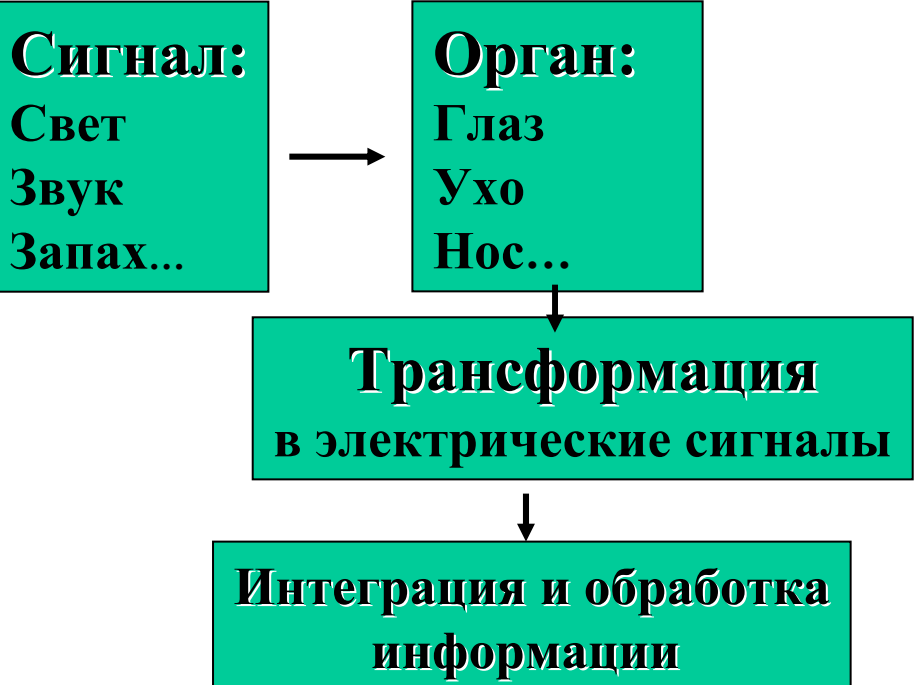 Сигнал:
Свет
Звук
Запах...
Орган:
Глаз
Ухо
Нос...
Трансформация
в электрические сигналы
Интеграция и обработка
информации